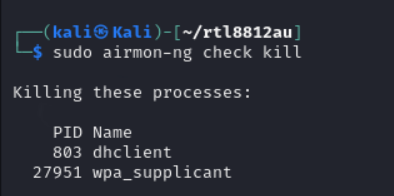 ┌──(kali㉿Kali)-[~/rtl8812au]
└─$ sudo airmon-ng check kill
Killing these processes:
PID Name
803 dhclient
27951 wpa_supplicant